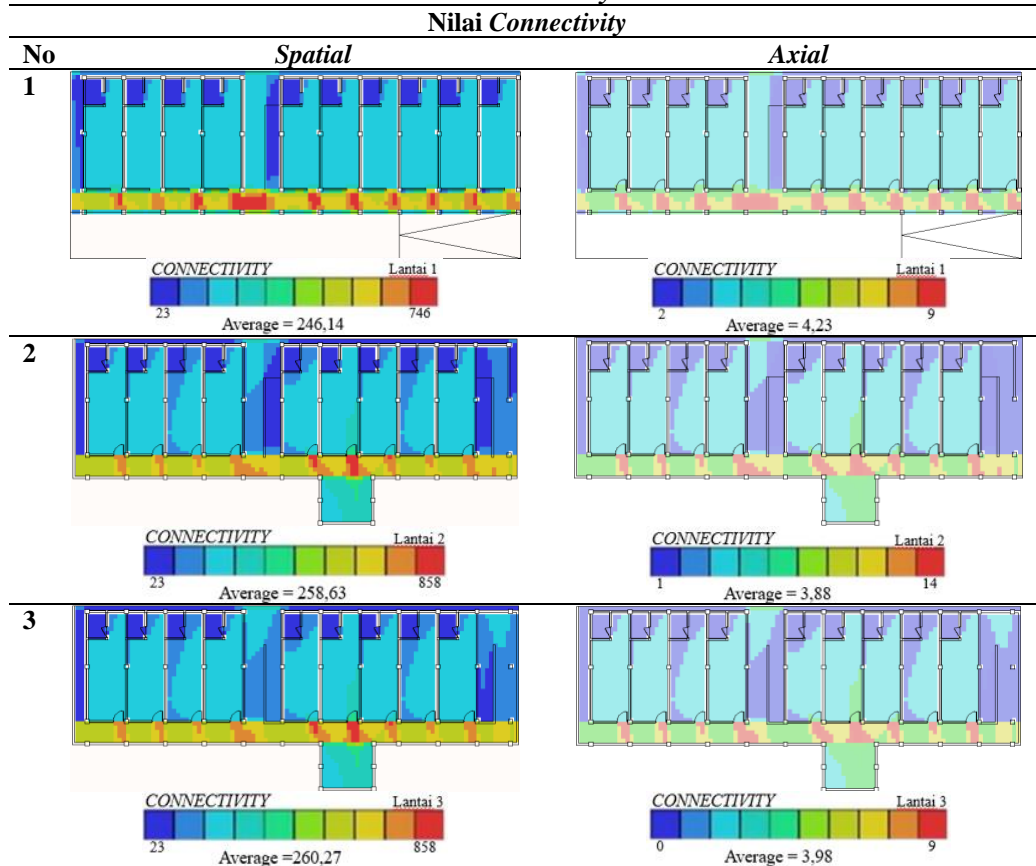 Nilai Connectivity
No Spatial Axial
1
CONNECTIVITY Lantai 1
23 746
Average = 246,14
CONNECTIVITY Lantai 1
2 9
Average = 4,23
2
CONNECTIVITY Lantai 2
23 858
Average = 258,63
CONNECTIVITY Lantai 2
1 14
Average = 3,88
3
CONNECTIVITY Lantai 3
23 858
Average =260,27
CONNECTIVITY Lantai 3
0 9
Average = 3,98